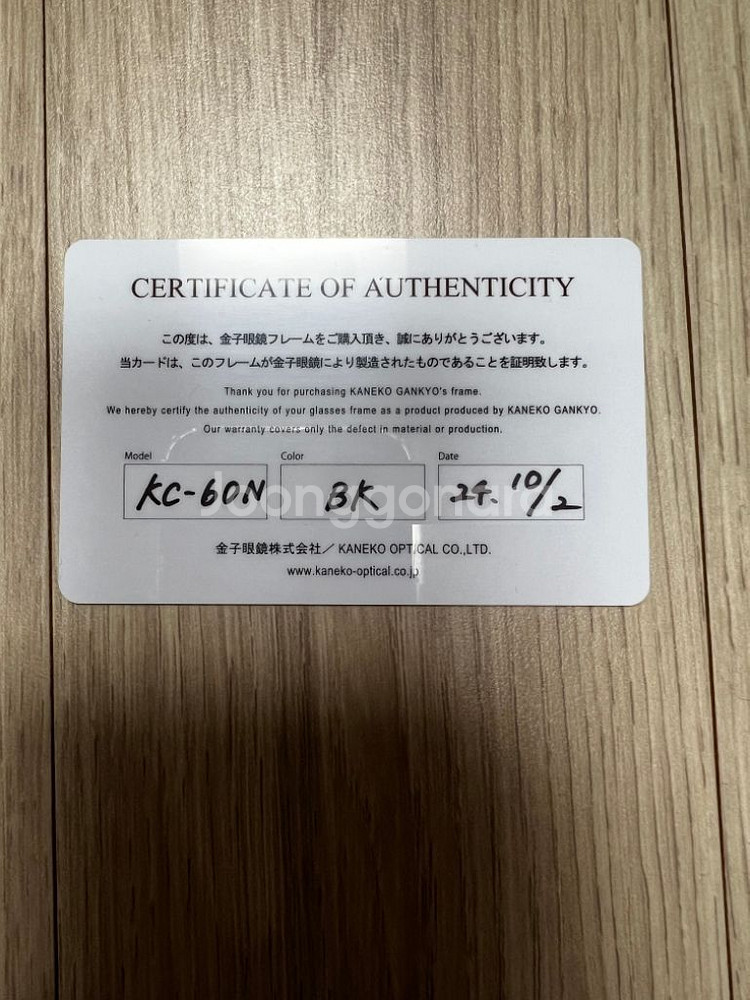 CERTIFICATE OF AUTHENTICITY
この度は、金子眼鏡フレームをご購入頂き、誠にありがとうございます。
当カードは、このフレームが金子眼鏡により製造されたものであることを証明致します。
Thank you for purchasing KANEKO GANKYO's frame.
We hereby certify the authenticity of your glasses frame as a product produced by KANEKO GANKYO.
Our warranty covers only the defect in material or production.
Model Color Date
KC-60N BK 24. 10/2
Joonggonara
金子眼鏡株式会社／ KANEKO OPTICAL CO.,LTD.
www.kaneko-optical.co.jp